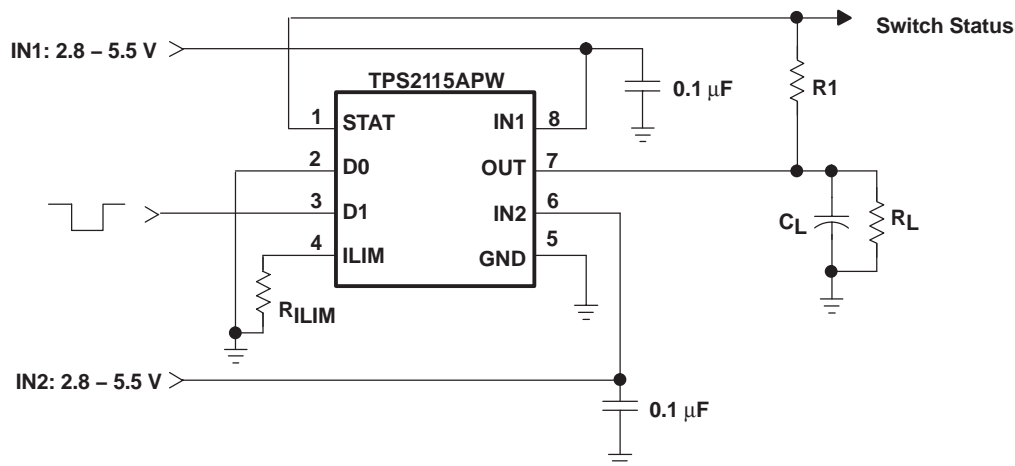 Switch Status
IN1: 2.8 – 5.5 V
TPS2115APW
0.1 μF
R1
1
STAT
IN1
8
2
D0
OUT
7
3
D1
IN2
6
4
ILIM
GND
5
CL
RL
RILIM
IN2: 2.8 – 5.5 V
0.1 μF